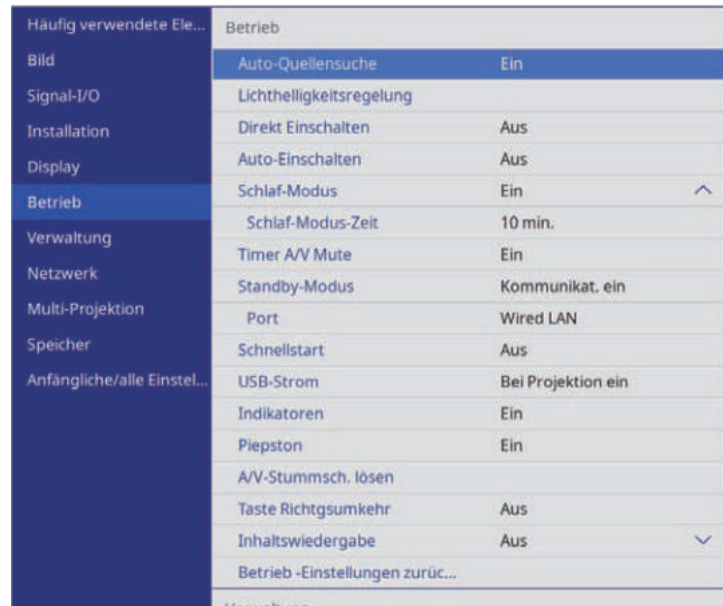 Häufig verwendete Ele...
Bild
Signal-I/O
Installation
Display
Betrieb
Verwaltung
Netzwerk
Multi-Projektion
Speicher
Anfängliche/alle Einstel...
Betrieb
Auto-Quellensuche Ein
Lichthelligkeitsregelung
Direkt Einschalten Aus
Auto-Einschalten Aus
Schlaf-Modus Ein
Schlaf-Modus-Zeit 10 min.
Timer A/V Mute Ein
Standby-Modus Kommunikat. ein
Port Wired LAN
Schnellstart Aus
USB-Strom Bei Projektion ein
Indikatoren Ein
Piepston Ein
A/V-Stummsch. lösen
Taste Richtgsumkehr Aus
Inhaltswiedergabe Aus
Betrieb -Einstellungen zurüc...